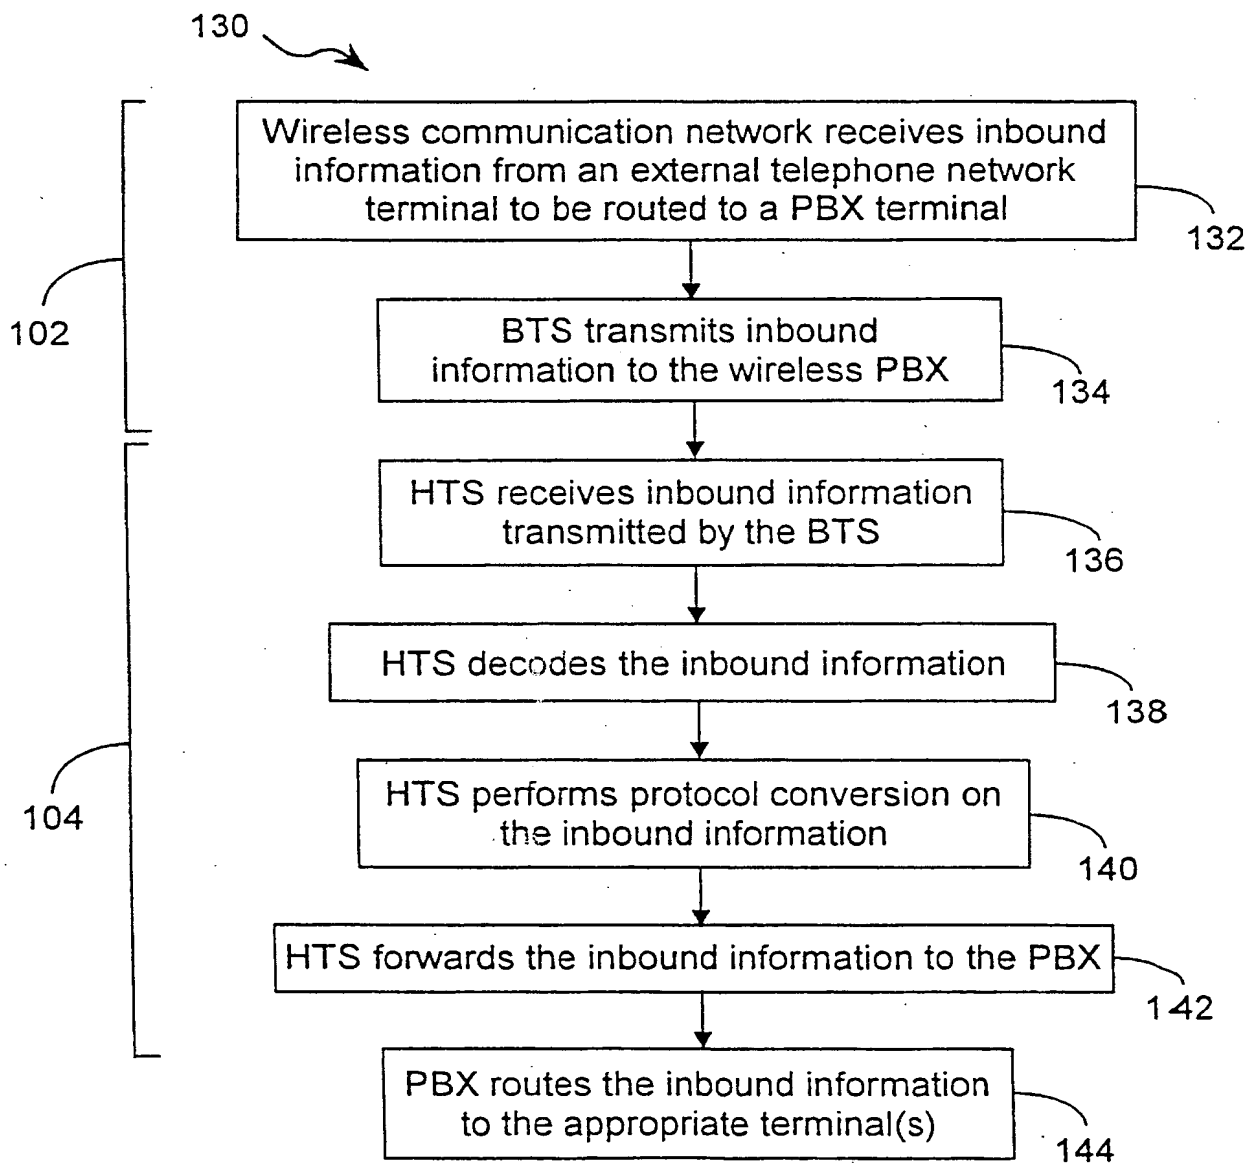 130
Wireless communication network receives inbound
information from an external telephone network
terminal to be routed to a PBX terminal
132
102
BTS transmits inbound
information to the wireless PBX
134
HTS receives inbound information
transmitted by the BTS
136
HTS decodes the inbound information
138
104
HTS performs protocol conversion on
the inbound information
140
HTS forwards the inbound information to the PBX
142
PBX routes the inbound information
to the appropriate terminal(s)
144